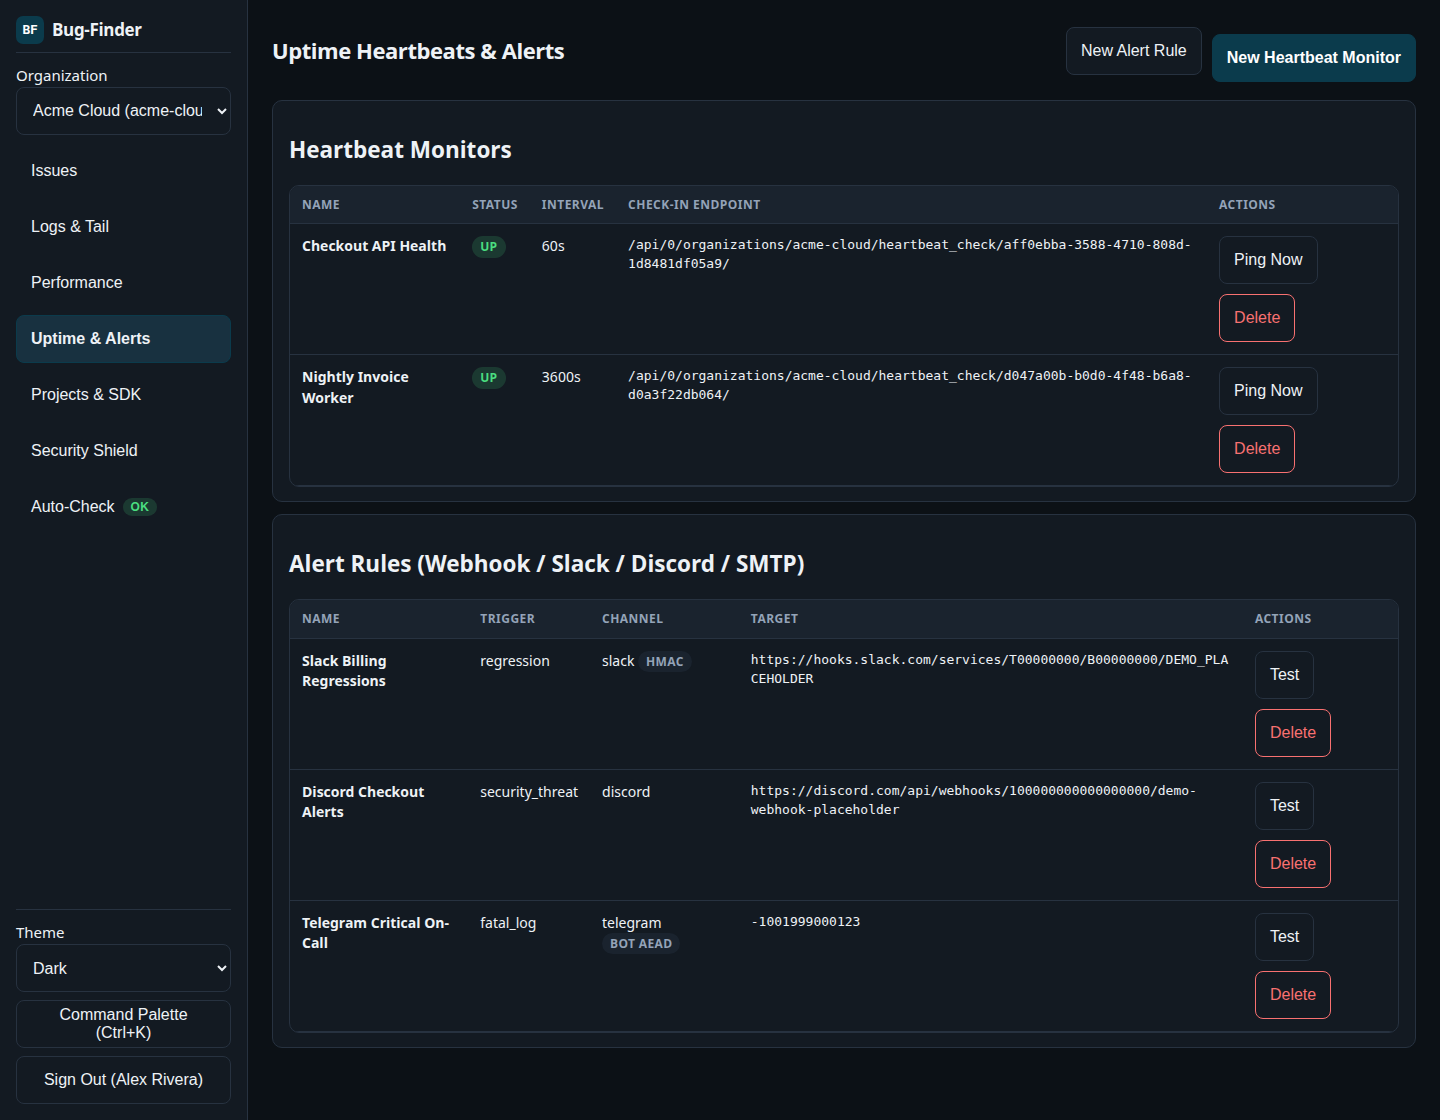 BF Bug-Finder
Organization
Acme Cloud (acme-clou
Issues
Logs & Tail
Performance
Uptime & Alerts
Projects & SDK
Security Shield
Auto-Check OK
Theme
Dark
Command Palette
(Ctrl+K)
Sign Out (Alex Rivera)
Uptime Heartbeats & Alerts
New Alert Rule
New Heartbeat Monitor
Heartbeat Monitors
NAME STATUS INTERVAL CHECK-IN ENDPOINT ACTIONS
Checkout API Health UP 60s /api/0/organizations/acme-cloud/heartbeat_check/aff0ebba-3588-4710-808d-
1d8481df05a9/
Ping Now
Delete
Nightly Invoice
Worker
UP 3600s /api/0/organizations/acme-cloud/heartbeat_check/d047a00b-b0d0-4f48-b6a8-
d0a3f22db064/
Ping Now
Delete
Alert Rules (Webhook / Slack / Discord / SMTP)
NAME TRIGGER CHANNEL TARGET ACTIONS
Slack Billing
Regressions
regression slack HMAC https://hooks.slack.com/services/T00000000/B00000000/DEMO_PLA
CEHOLDER
Test
Delete
Discord Checkout
Alerts
security_threat discord https://discord.com/api/webhooks/100000000000000000/demo-
webhook-placeholder
Test
Delete
Telegram Critical On-
Call
fatal_log telegram
BOT AEAD
-1001999000123
Test
Delete